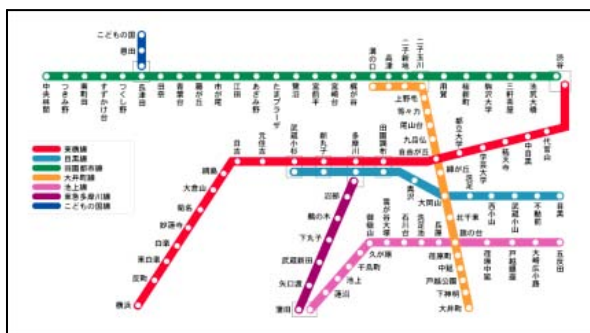 こどもの国
恩田
溝の口
高津
二子新地
二子玉川
渋谷
中央林間
つきみ野
南町田
すずかけ台
つくし野
長津田
田奈
青葉台
藤が丘
市が尾
江田
あざみ野
たまプラーザ
鷺沼
宮前平
宮崎台
梶が谷
用賀
桜新町
駒沢大学
三軒茶屋
池尻大橋
上野毛
等々力
尾山台
九品仏
自由が丘
都立大学
学芸大学
祐天寺
中目黒
代官山
東横線
目黒線
田園都市線
大井町線
池上線
東急多摩川線
こどもの国線
日吉
元住吉
武蔵小杉
新丸子
多摩川
田園調布
綱島
大倉山
菊名
妙蓮寺
白楽
東白楽
反町
横浜
緑が丘
奥沢
大岡山
洗足
西小山
武蔵小山
不動前
目黒
沼部
鵜の木
下丸子
武蔵新田
矢口渡
蒲田
御嶽山
雪が谷大塚
石川台
洗足池
長原
北千束
旗の台
久が原
千鳥町
池上
蓮沼
荏原町
中延
戸越公園
下神明
大井町
荏原中延
戸越銀座
大崎広小路
五反田